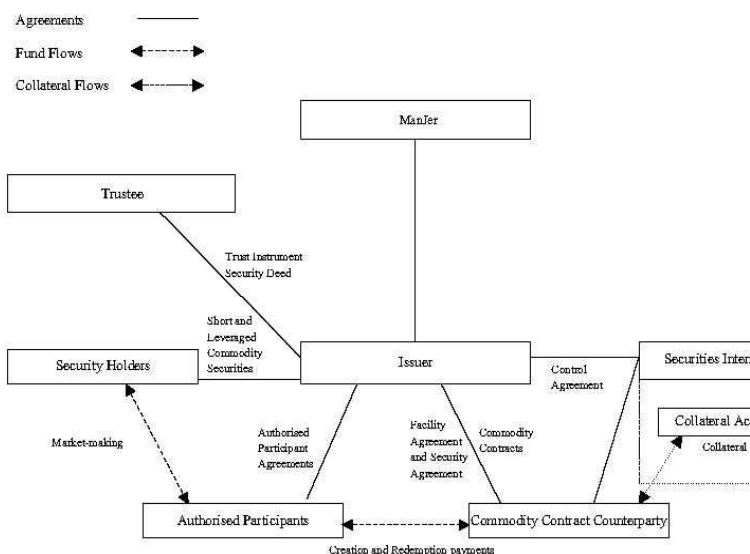 Agreements
Fund Flows
Collateral Flows
ManJer
Trustee
Trust Instrument
Security Deed
Short and
Leveraged
Commodity
Securities
Security Holders
Issuer
Control
Agreement
Securities
Collateral
Collateral
Market-making
Authorised
Participant
Agreements
Facility
Agreement
and Security
Agreement
Commodity
Contracts
Authorised Participants
Commodity Contract Counterparty
Creation and Redemption payments